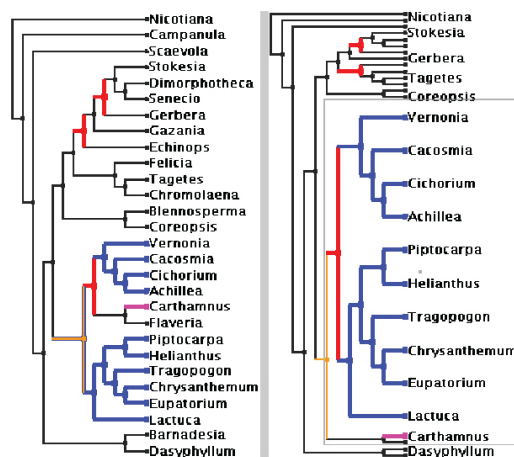 Nicotiana
Campanula
Scaevola
Stokesia
Dimorphotheca
Senecio
Gerbera
Gazania
Echinops
Felicia
Tagetes
Chromolaena
Blennosperma
Coreopsis
Vernonia
Cacosmia
Cichorium
Achillea
Carthamnus
Flaveria
Piptocarpa
Helianthus
Tragopogon
Chrysanthemum
Eupatorium
Lactuca
Barnadesia
Dasyphyllum
Nicotiana
Stokesia
Gerbera
Tagetes
Coreopsis
Vernonia
Cacosmia
Cichorium
Achillea
Piptocarpa
Helianthus
Tragopogon
Chrysanthemum
Eupatorium
Lactuca
Carthamnus
Dasyphyllum